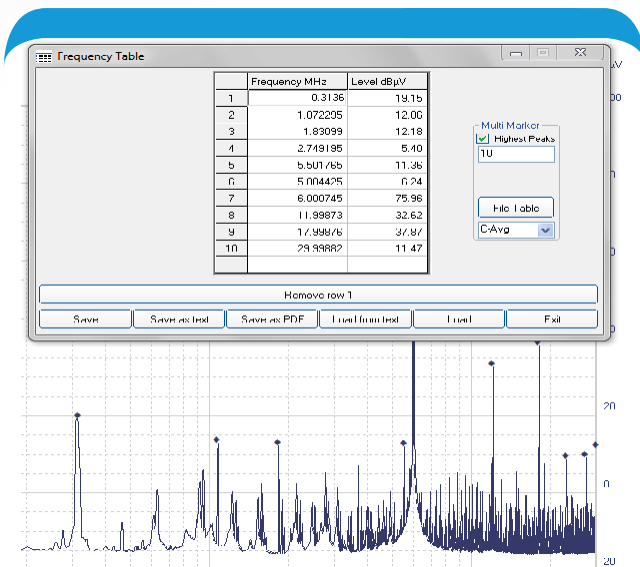 Frequency Table
µV
Frequency MHz Level dBµV
1 0.3136 19.15
2 1.072295 12.06
3 1.83099 12.18
4 2.749195 5.40
5 5.501765 11.36
6 5.004425 6.24
7 6.000745 75.96
8 11.99873 32.62
9 17.99876 37.87
10 29.99882 11.47
Multi Marker
Highest Peaks
10
File Table
C-Avg
Remove row 1
Save Save as text Save as PDF Load from text Load Exit
20
0
20